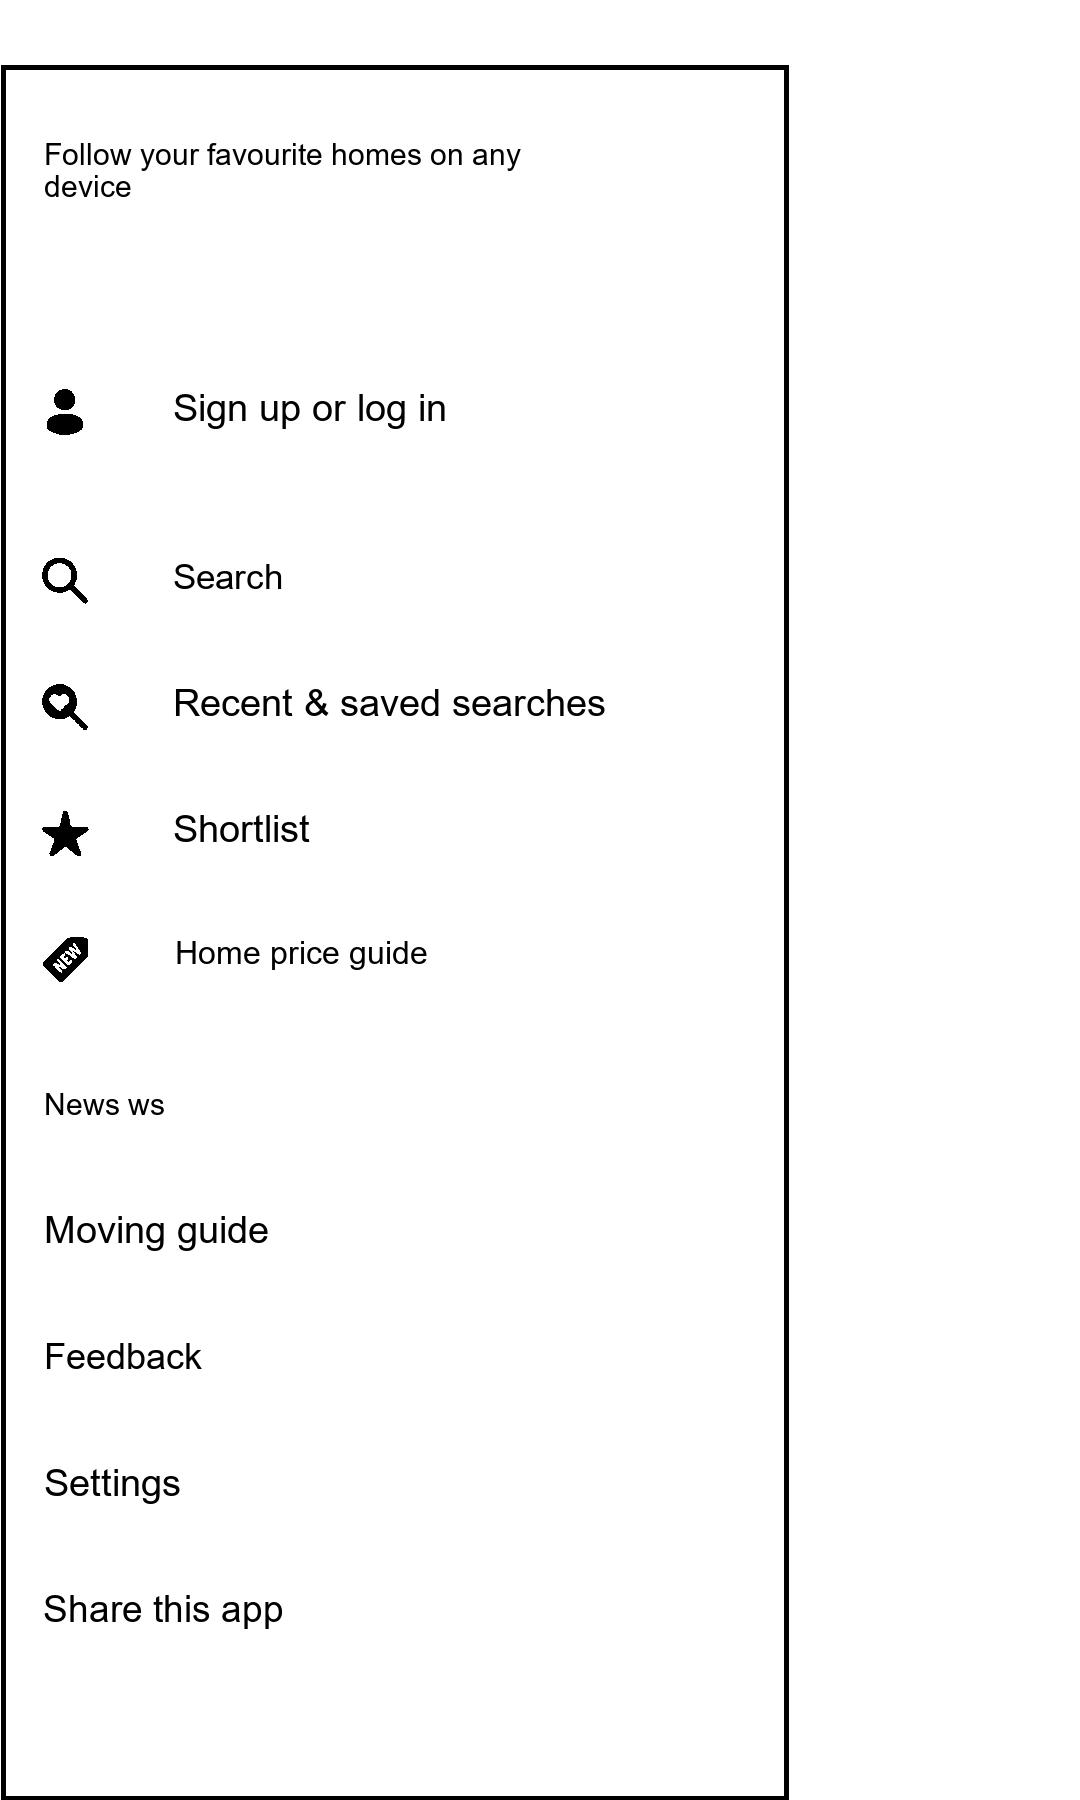 Follow your favourite homes on any
device
Sign up or log in
Search
Recent & saved searches
Shortlist
NEW
Home price guide
News ws
Moving guide
Feedback
Settings
Share this app